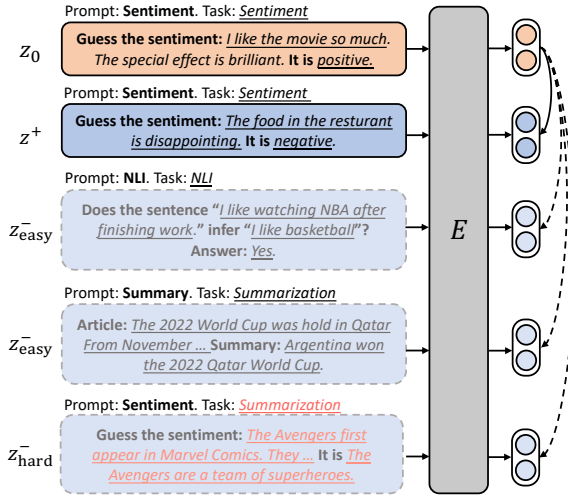 Prompt: Sentiment. Task: Sentiment
z0
Guess the sentiment: I like the movie so much.
The special effect is brilliant. It is positive.
Prompt: Sentiment. Task: Sentiment
z+
Guess the sentiment: The food in the resturant
is disappointing. It is negative.
Prompt: NLI. Task: NLI
z−easy
Does the sentence “I like watching NBA after
finishing work.” infer “I like basketball”?
Answer: Yes.
E
Prompt: Summary. Task: Summarization
z−easy
Article: The 2022 World Cup was hold in Qatar
From November ... Summary: Argentina won
the 2022 Qatar World Cup.
Prompt: Sentiment. Task: Summarization
z−hard
Guess the sentiment: The Avengers first
appear in Marvel Comics. They ... It is The
Avengers are a team of superheroes.